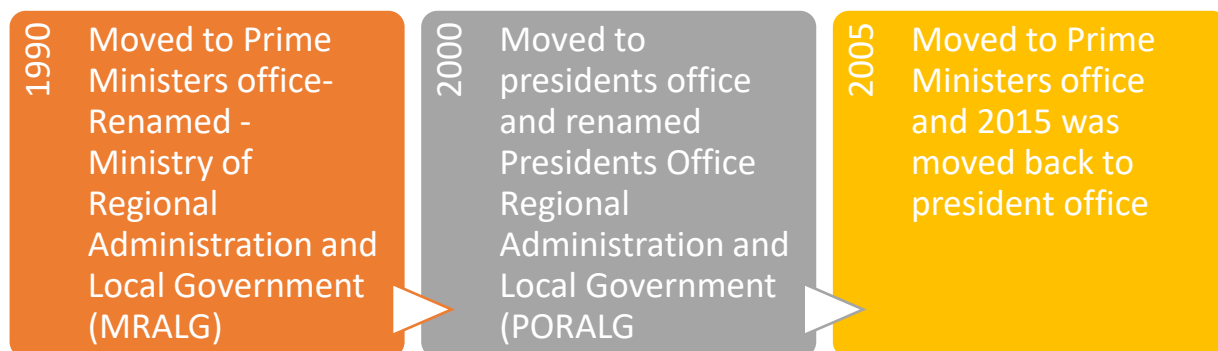 1990
Moved to Prime
Ministers office-
Renamed -
Ministry of
Regional
Administration and
Local Government
(MRALG)
2000
Moved to
presidents office
and renamed
Presidents Office
Regional
Administration and
Local Government
(PORALG
2005
Moved to Prime
Ministers office
and 2015 was
moved back to
president office